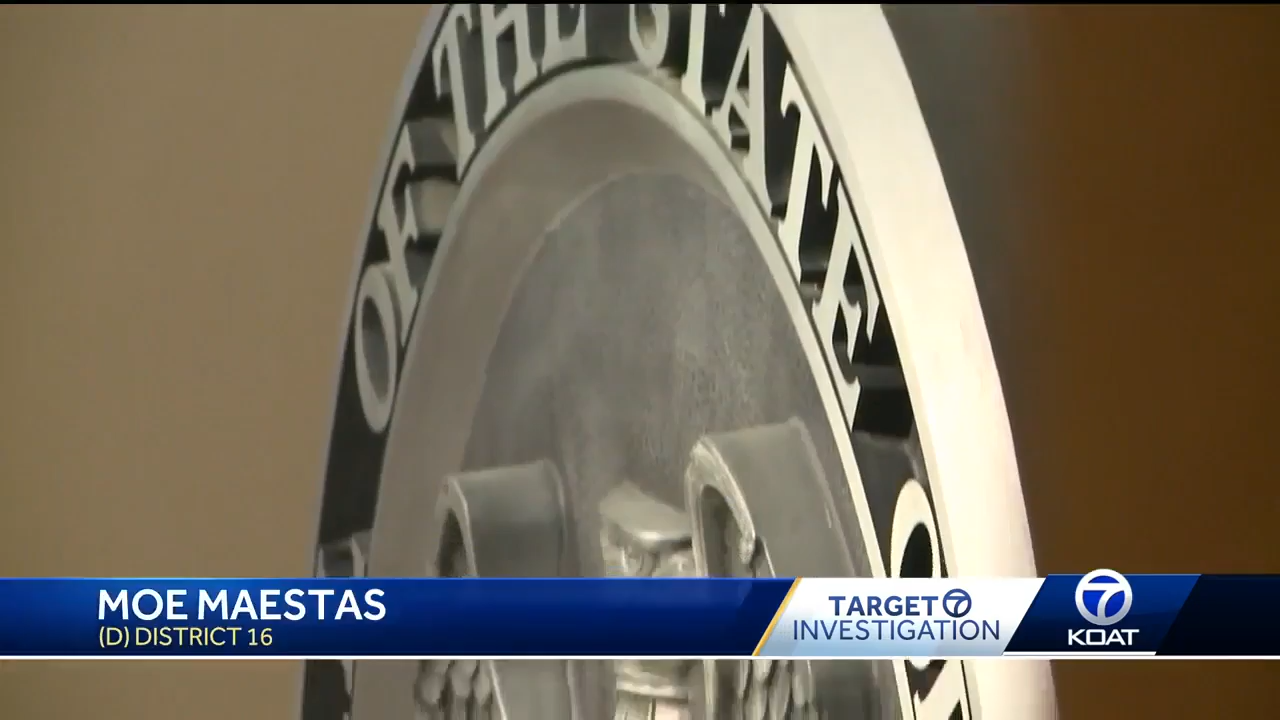 OF THE STATE O
MOE MAESTAS
(D) DISTRICT 16
TARGET 7
INVESTIGATION
7
KOAT